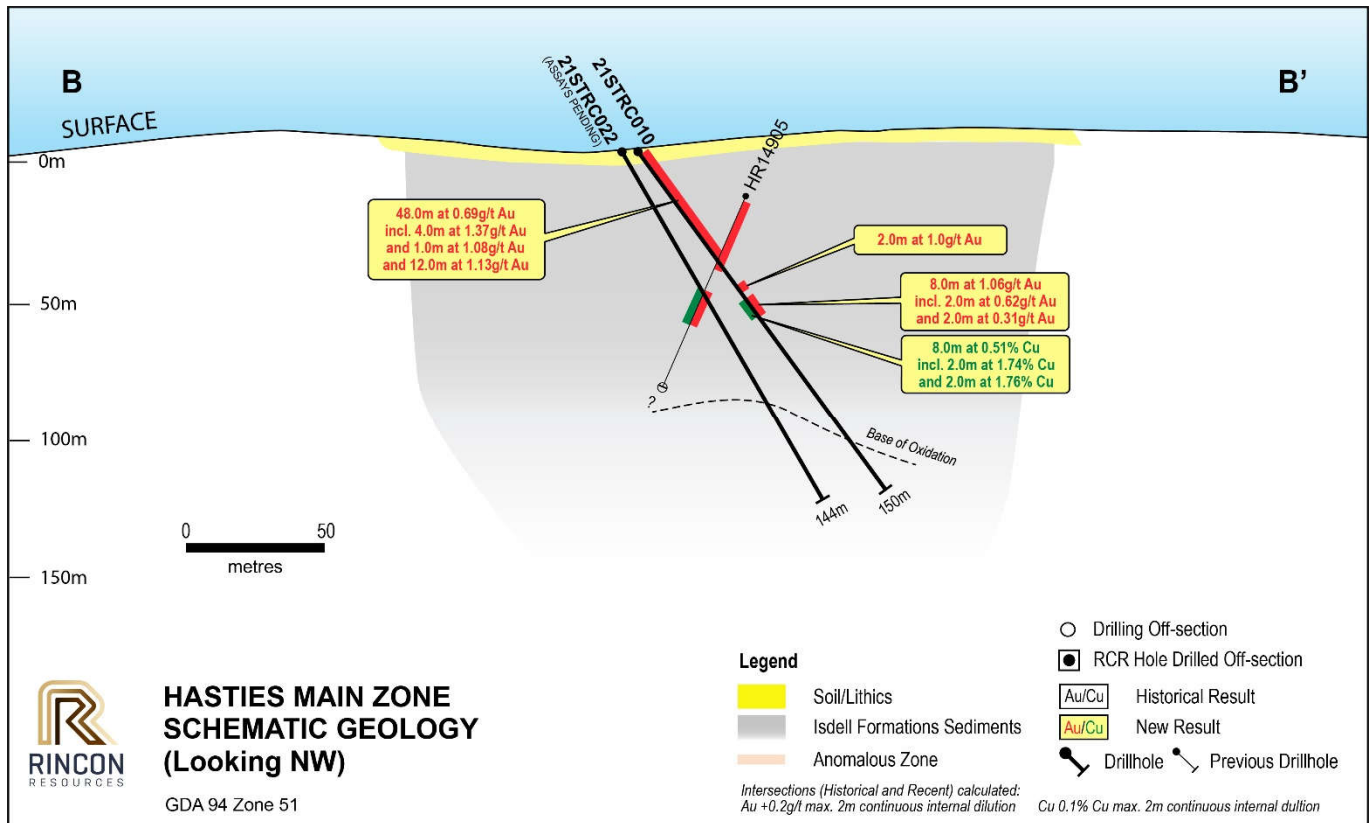 B
B’
SURFACE
21STRC022
(ASSAYS PENDING)
21STRC010
HR14905
0m
50m
100m
150m
48.0m at 0.69g/t Au
incl. 4.0m at 1.37g/t Au
and 1.0m at 1.08g/t Au
and 12.0m at 1.13g/t Au
2.0m at 1.0g/t Au
8.0m at 1.06g/t Au
incl. 2.0m at 0.62g/t Au
and 2.0m at 0.31g/t Au
8.0m at 0.51% Cu
incl. 2.0m at 1.74% Cu
and 2.0m at 1.76% Cu
?
Base of Oxidation
144m
150m
0 50
metres
RINCON
RESOURCES
HASTIES MAIN ZONE
SCHEMATIC GEOLOGY
(Looking NW)
GDA 94 Zone 51
Legend
Soil/Lithics
Isdell Formations Sediments
Anomalous Zone
Drilling Off-section
RCR Hole Drilled Off-section
Au/Cu Historical Result
Au/Cu New Result
Drillhole Previous Drillhole
Intersections (Historical and Recent) calculated:
Au +0.2g/t max. 2m continuous internal dilution Cu 0.1% Cu max. 2m continuous internal dultion